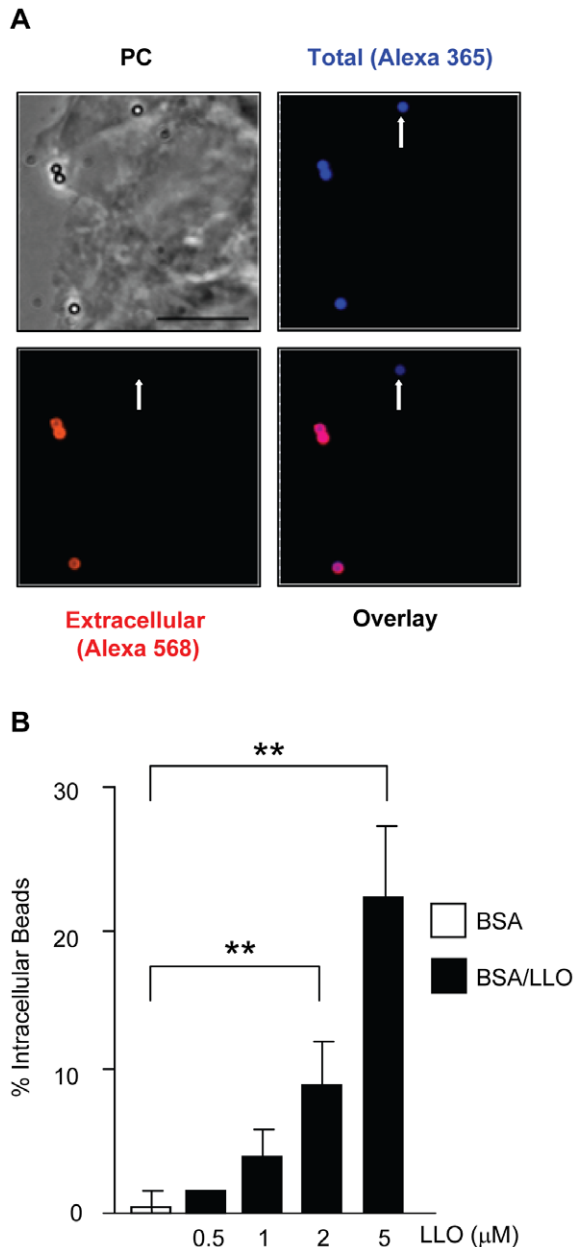 A
PC
Total (Alexa 365)
Extracellular
(Alexa 568)
Overlay
B
**
**
30
20
10
0
% Intracellular Beads
BSA
BSA/LLO
0.5 1 2 5 LLO (μM)